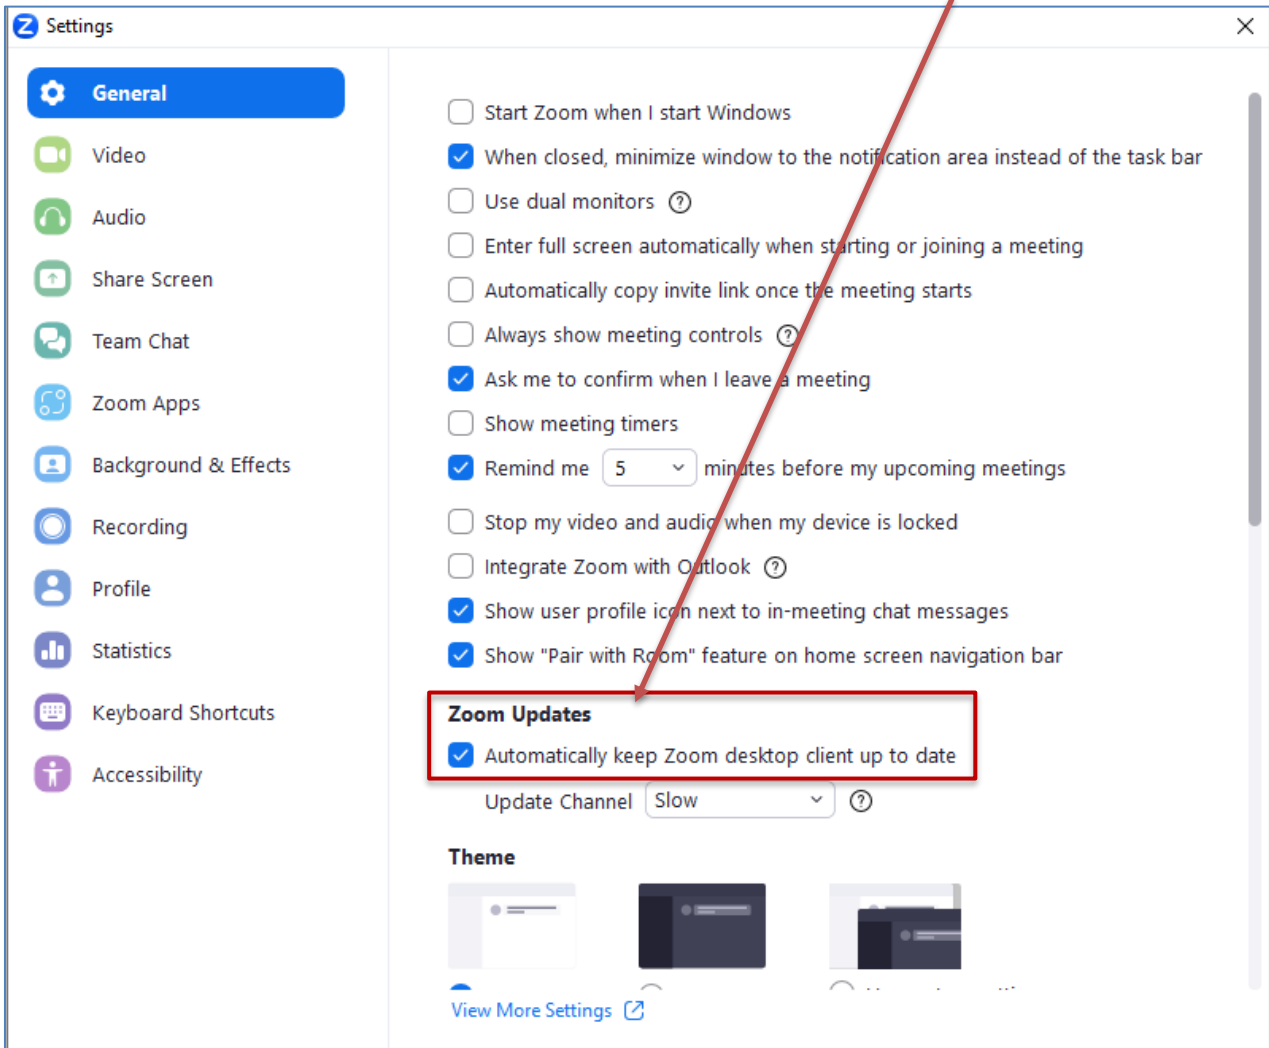 Settings
General
Video
Audio
Share Screen
Team Chat
Zoom Apps
Background & Effects
Recording
Profile
Statistics
Keyboard Shortcuts
Accessibility
Start Zoom when I start Windows
When closed, minimize window to the notification area instead of the task bar
Use dual monitors
Enter full screen automatically when starting or joining a meeting
Automatically copy invite link once the meeting starts
Always show meeting controls
Ask me to confirm when I leave a meeting
Show meeting timers
Remind me 5 minutes before my upcoming meetings
Stop my video and audio when my device is locked
Integrate Zoom with Outlook
Show user profile icon next to in-meeting chat messages
Show "Pair with Room" feature on home screen navigation bar
Zoom Updates
Automatically keep Zoom desktop client up to date
Update Channel Slow
Theme
View More Settings